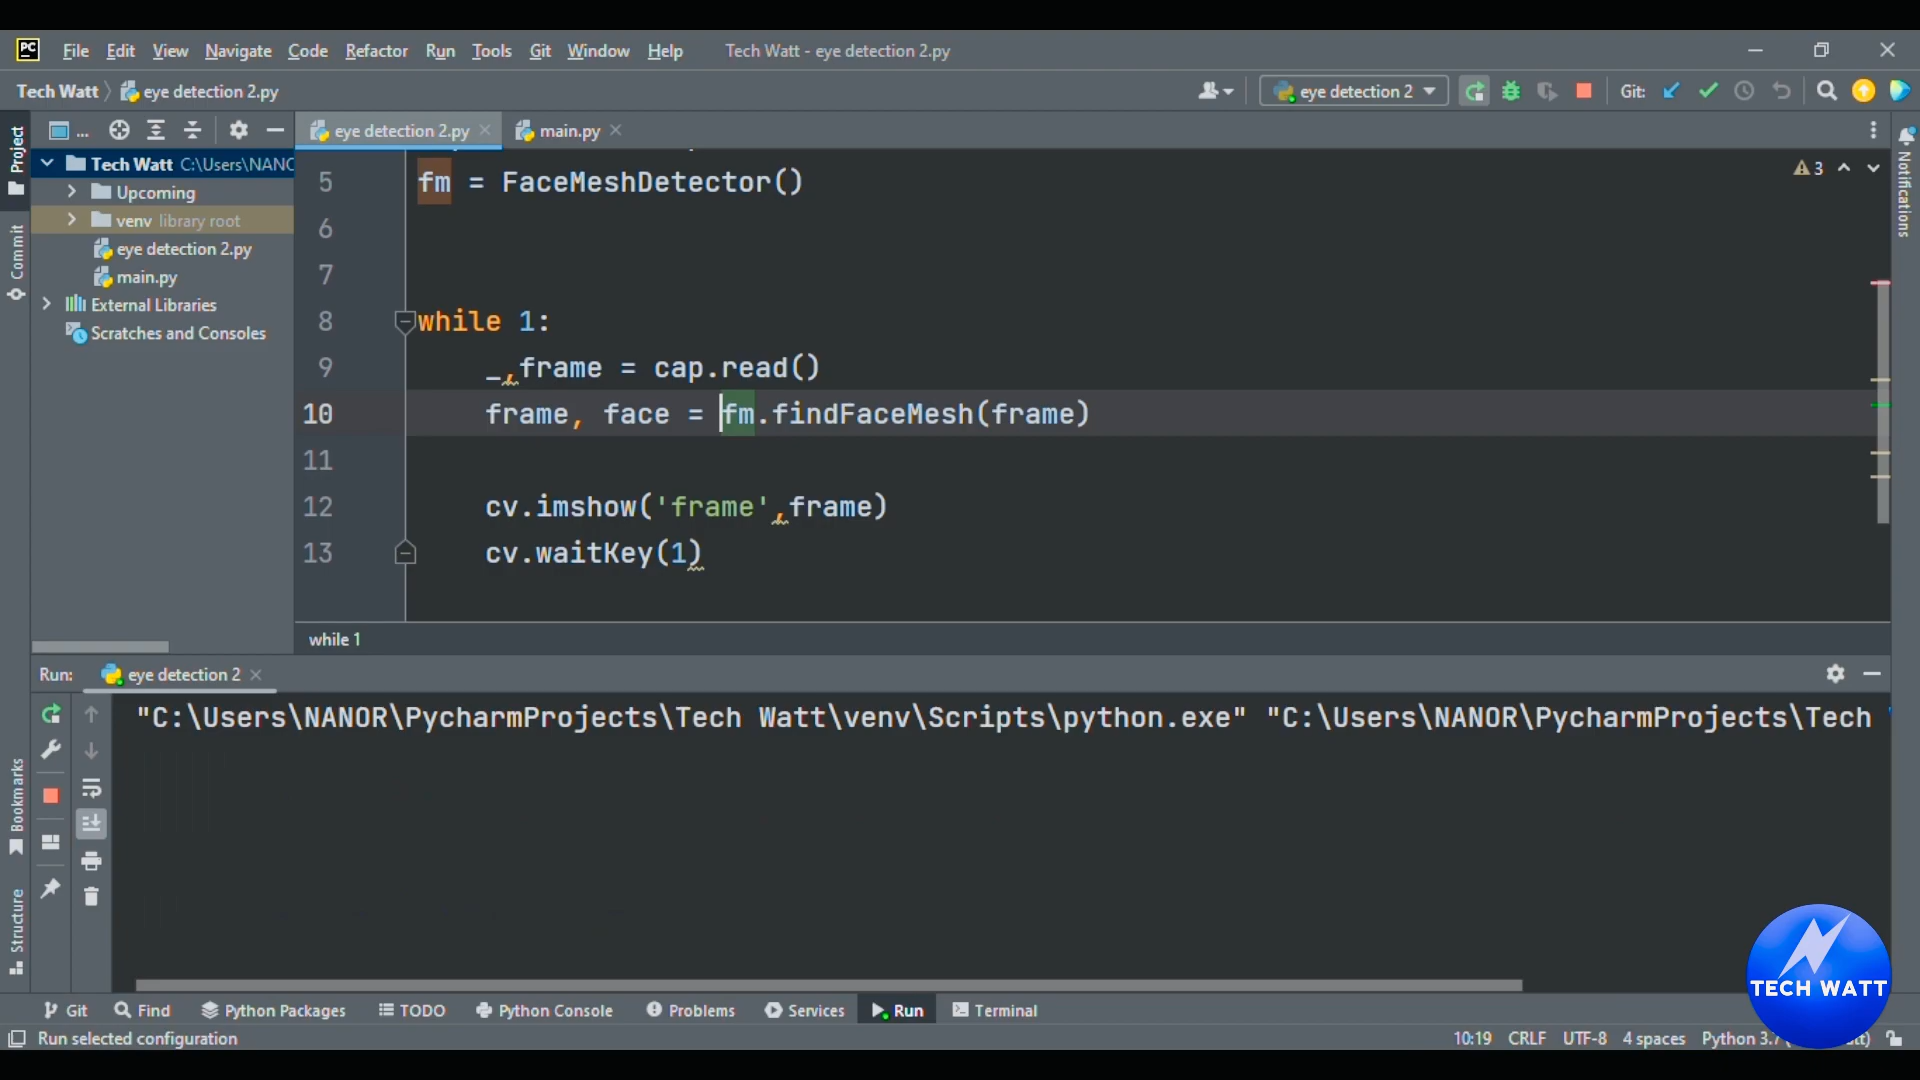 PC File Edit View Navigate Code Refactor Run Tools Git Window Help Tech Watt - eye detection 2.py
Tech Watt eye detection 2.py eye detection 2 Git:
Project ... eye detection 2.py main.py
Tech Watt C:\Users\NANO
Upcoming
venv library root
eye detection 2.py
main.py
External Libraries
Scratches and Consoles
Commit
Bookmarks
Structure
Notifications
3
5 fm = FaceMeshDetector()
6
7
8 while 1:
9 _,frame = cap.read()
10 frame, face = fm.findFaceMesh(frame)
11
12 cv.imshow('frame',frame)
13 cv.waitKey(1)
while 1
Run: eye detection 2
"C:\Users\NANOR\PycharmProjects\Tech Watt\venv\Scripts\python.exe" "C:\Users\NANOR\PycharmProjects\Tech
TECH WATT
Git Find Python Packages TODO Python Console Problems Services Run Terminal
Run selected configuration 10:19 CRLF UTF-8 4 spaces Python 3.7